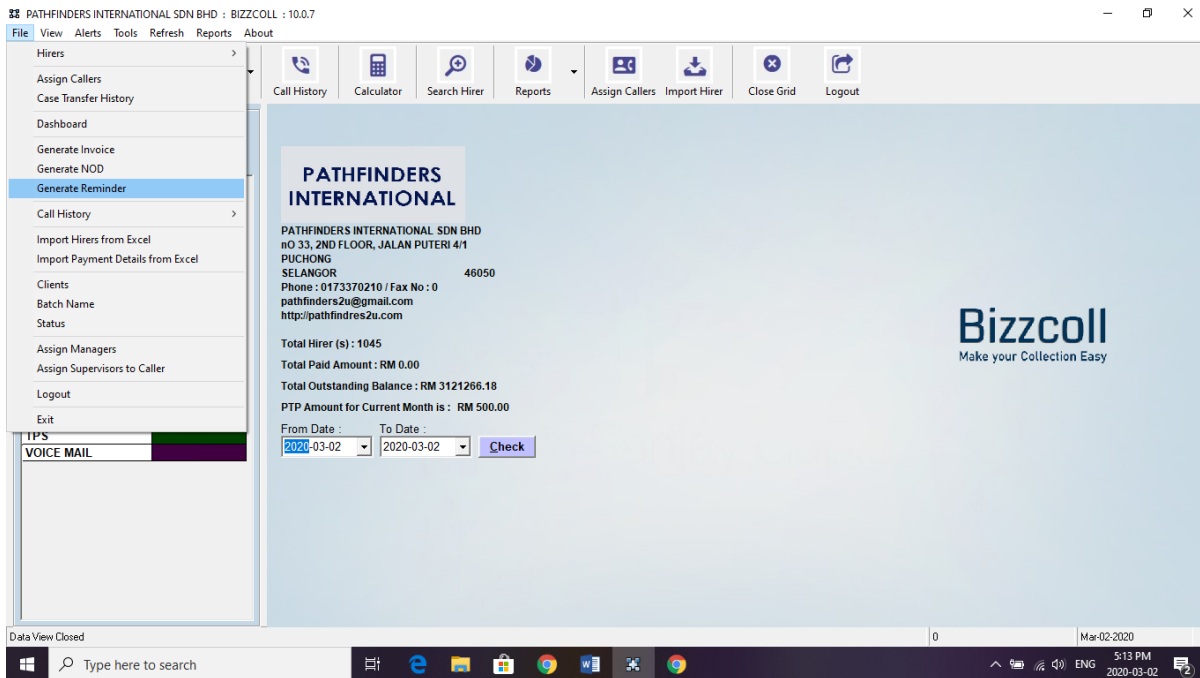 PATHFINDERS INTERNATIONAL SDN BHD : BIZZCOLL : 10.0.7
File View Alerts Tools Refresh Reports About
Hirers
Assign Callers
Case Transfer History
Dashboard
Generate Invoice
Generate NOD
Generate Reminder
Call History
Import Hirers from Excel
Import Payment Details from Excel
Clients
Batch Name
Status
Assign Managers
Assign Supervisors to Caller
Logout
Exit
TPS
VOICE MAIL
Call History Calculator Search Hirer Reports Assign Callers Import Hirer Close Grid Logout
PATHFINDERS
INTERNATIONAL
PATHFINDERS INTERNATIONAL SDN BHD
nO 33, 2ND FLOOR, JALAN PUTERI 4/1
PUCHONG
SELANGOR 46050
Phone : 0173370210 / Fax No : 0
pathfinders2u@gmail.com
http://pathfindres2u.com
Total Hirer (s) : 1045
Total Paid Amount : RM 0.00
Total Outstanding Balance : RM 3121266.18
PTP Amount for Current Month is : RM 500.00
From Date : To Date :
2020-03-02 2020-03-02 Check
Bizzcoll
Make your Collection Easy
Data View Closed 0 Mar-02-2020
Type here to search ENG 5:13 PM
2020-03-02 2